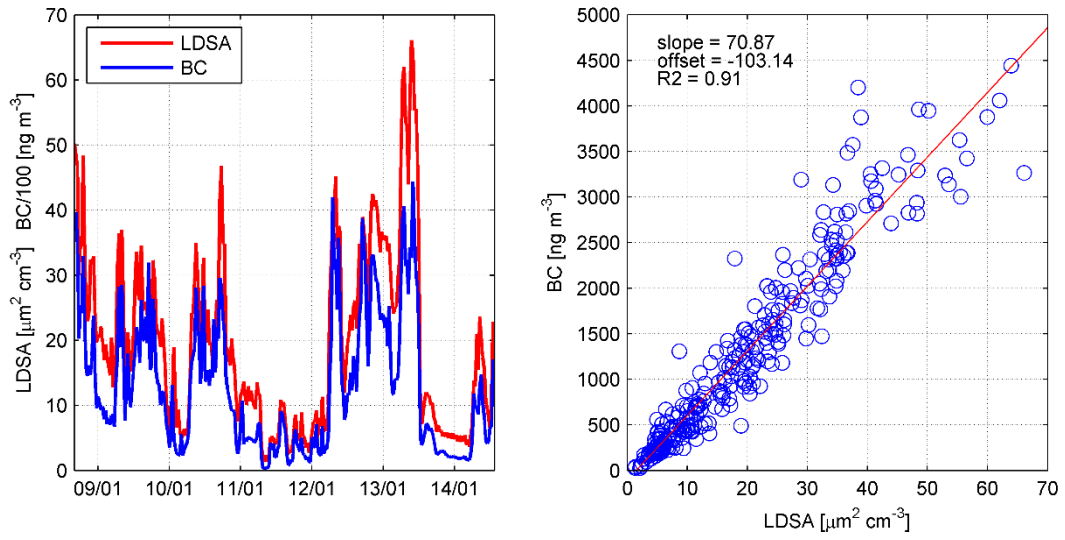 70
60
50
40
30
20
10
0
LDSA [μm² cm⁻³]   BC/100 [ng m⁻³]
LDSA
BC
09/01 10/01 11/01 12/01 13/01 14/01
5000
4500
4000
3500
3000
2500
2000
1500
1000
500
0
BC [ng m⁻³]
slope = 70.87
offset = -103.14
R2 = 0.91
0 10 20 30 40 50 60 70
LDSA [μm² cm⁻³]